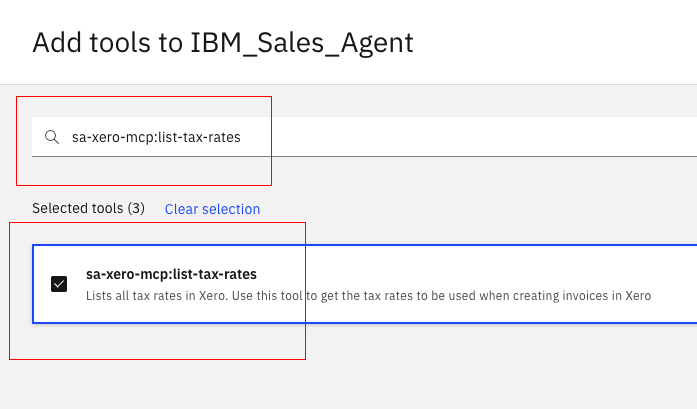 Add tools to IBM_Sales_Agent
sa-xero-mcp:list-tax-rates
Selected tools (3) Clear selection
sa-xero-mcp:list-tax-rates
Lists all tax rates in Xero. Use this tool to get the tax rates to be used when creating invoices in Xero